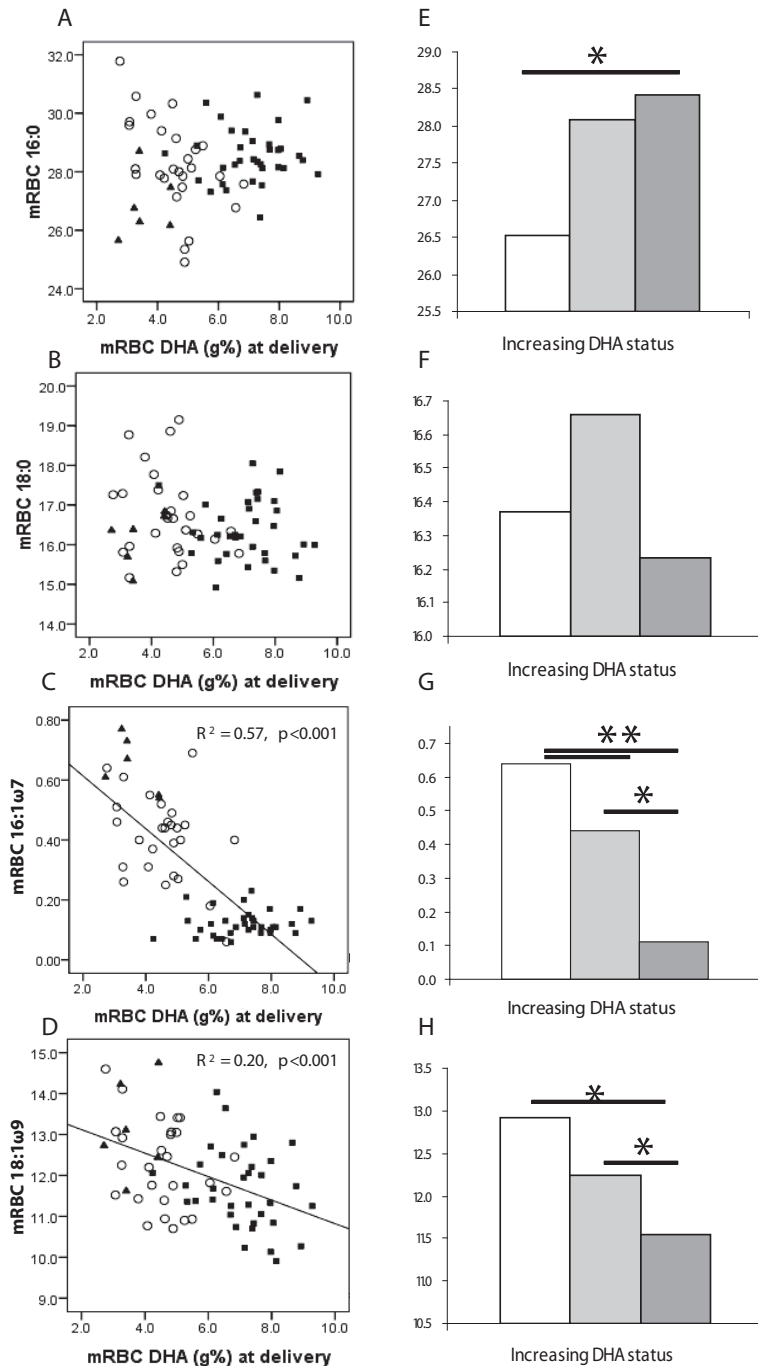 A
32.0
30.0
28.0
26.0
24.0
mRBC 16:0
2.0 4.0 6.0 8.0 10.0
mRBC DHA (g%) at delivery
E
29.0
28.5
28.0
27.5
27.0
26.5
26.0
25.5
*
Increasing DHA status
B
20.0
19.0
18.0
17.0
16.0
15.0
14.0
mRBC 18:0
2.0 4.0 6.0 8.0 10.0
mRBC DHA (g%) at delivery
F
16.7
16.6
16.5
16.4
16.3
16.2
16.1
16.0
Increasing DHA status
C
R² = 0.57, p<0.001
0.80
0.60
0.40
0.20
0.00
mRBC 16:1ω7
2.0 4.0 6.0 8.0 10.0
mRBC DHA (g%) at delivery
G
0.7
0.6
0.5
0.4
0.3
0.2
0.1
0.0
**
*
Increasing DHA status
D
R² = 0.20, p<0.001
15.0
14.0
13.0
12.0
11.0
10.0
9.0
mRBC 18:1ω9
2.0 4.0 6.0 8.0 10.0
mRBC DHA (g%) at delivery
H
13.5
13.0
12.5
12.0
11.5
11.0
10.5
*
*
Increasing DHA status